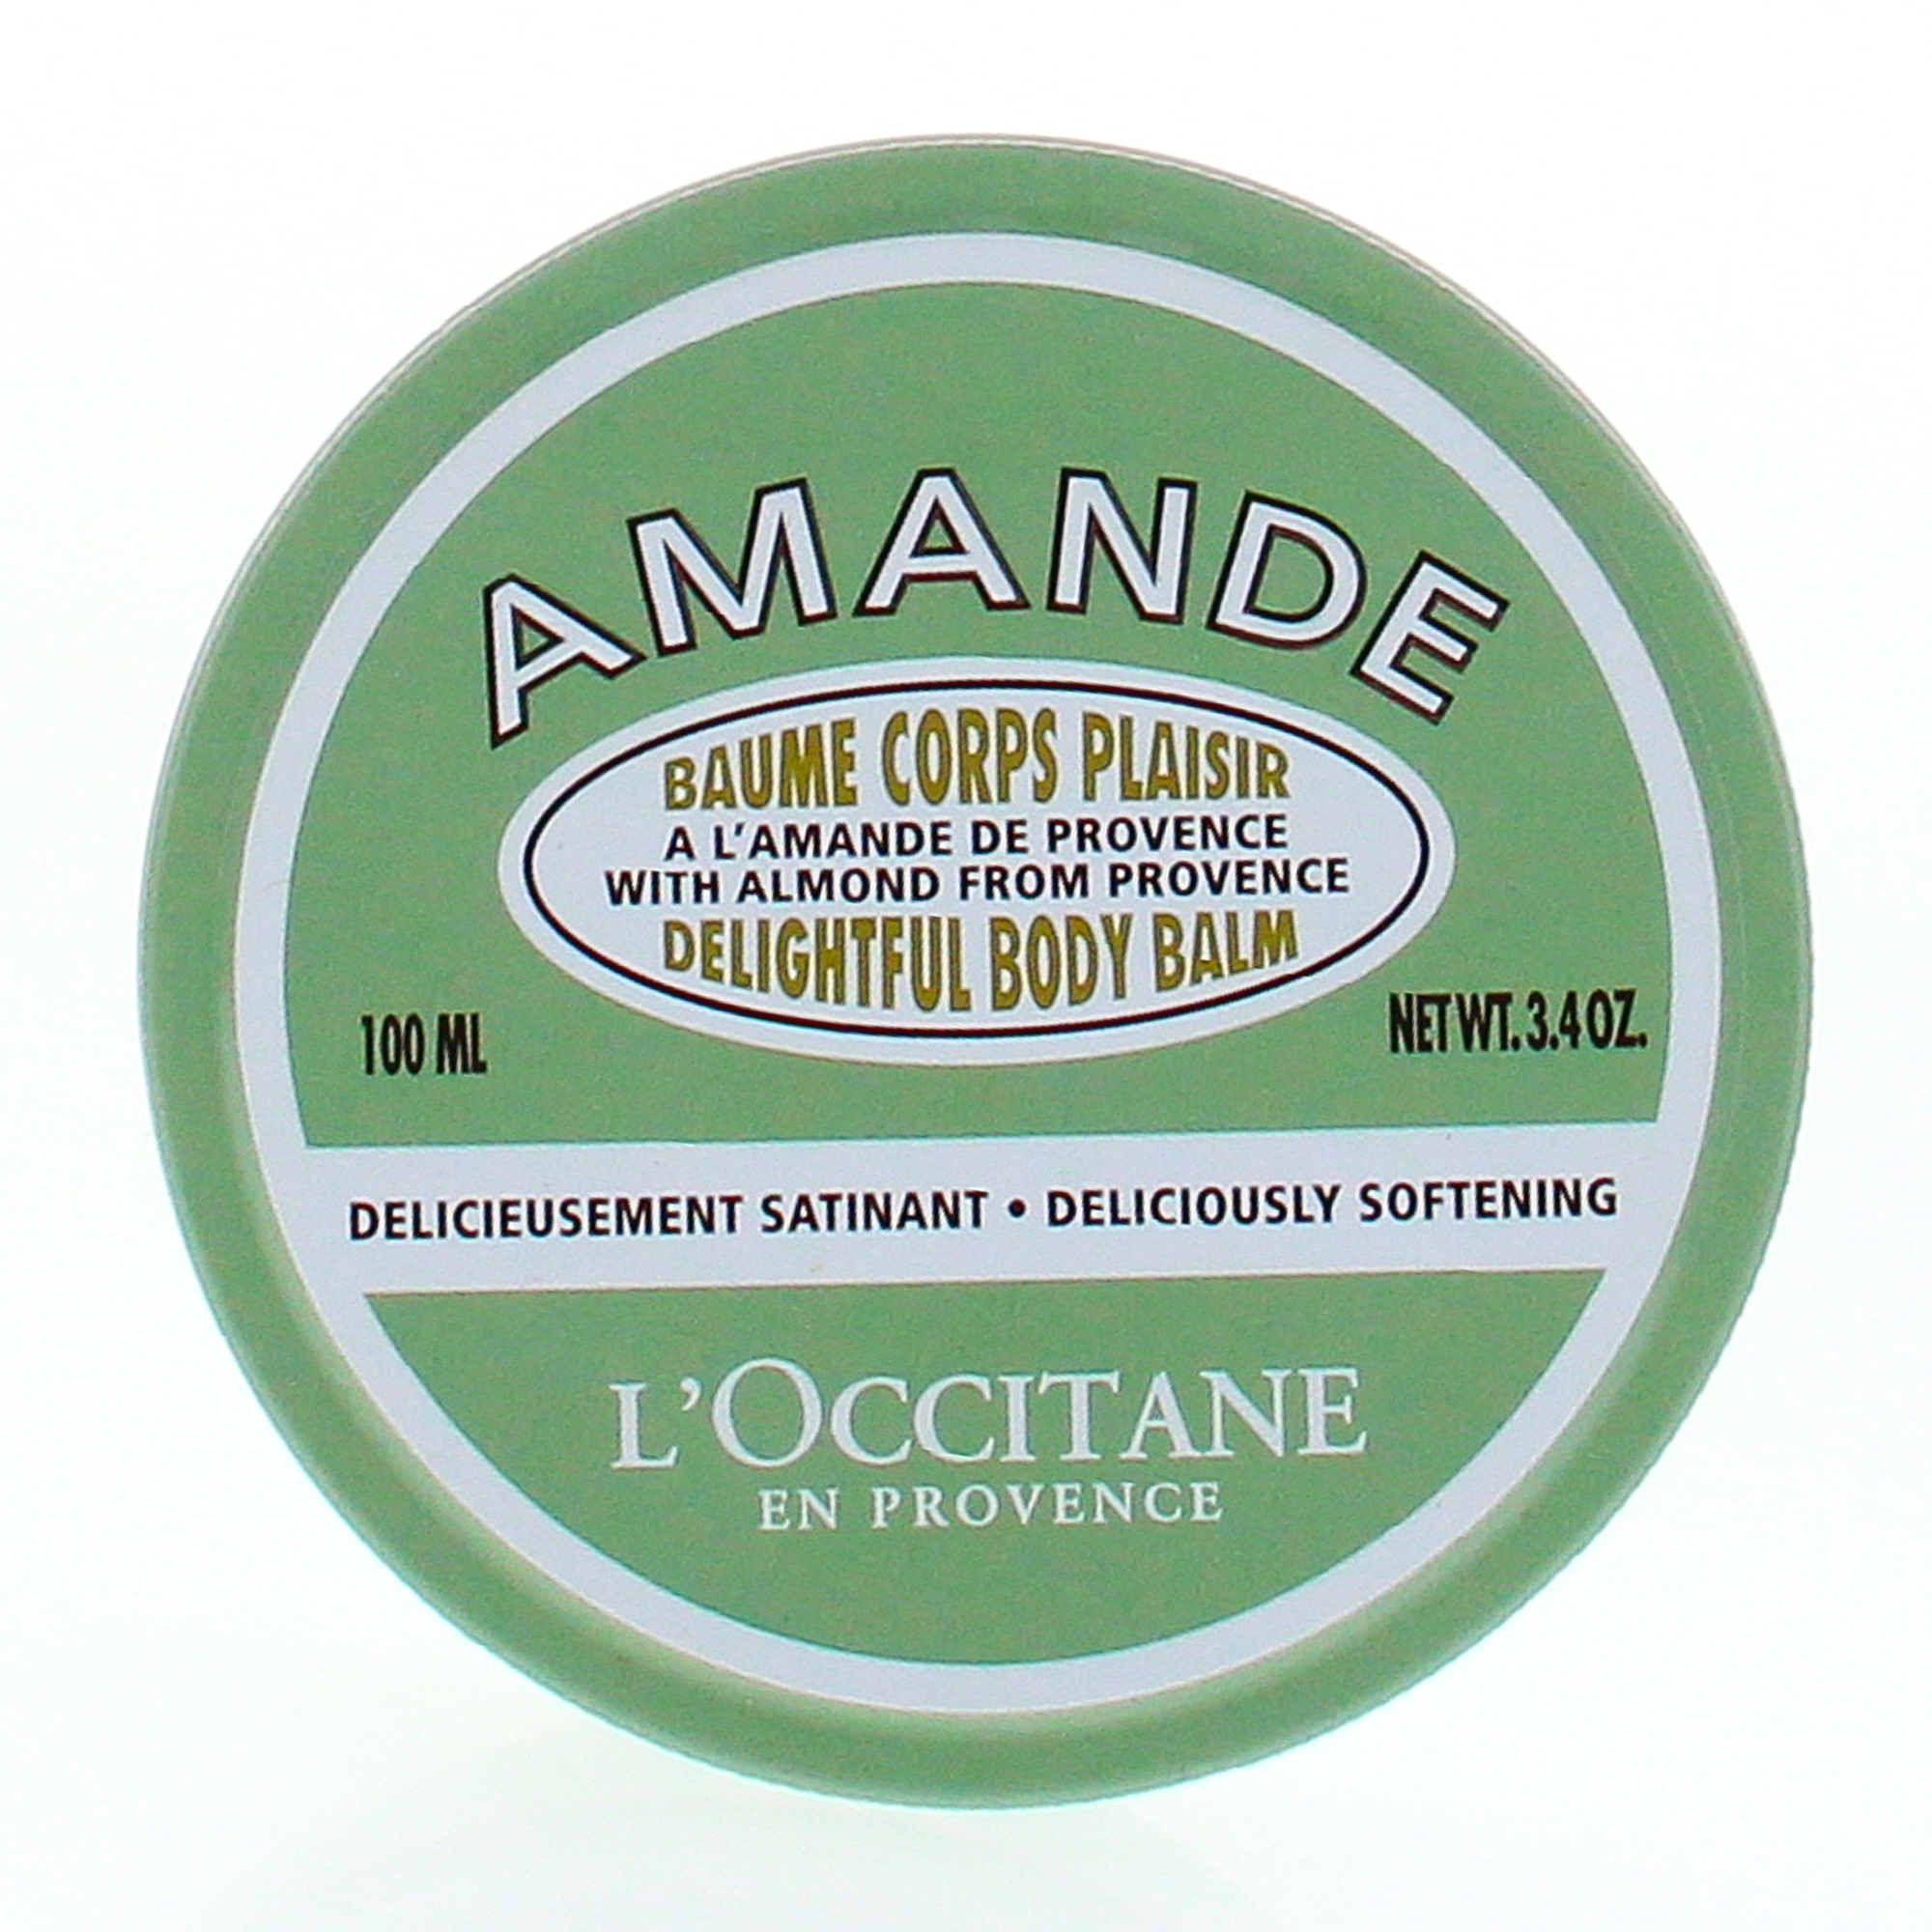 AMANDE
BAUME CORPS PLAISIR
A L'AMANDE DE PROVENCE
WITH ALMOND FROM PROVENCE
DELIGHTFUL BODY BALM
100 ML
NET WT. 3.4 OZ.
DELICIEUSEMENT SATINANT • DELICIOUSLY SOFTENING
L'OCCITANE
EN PROVENCE